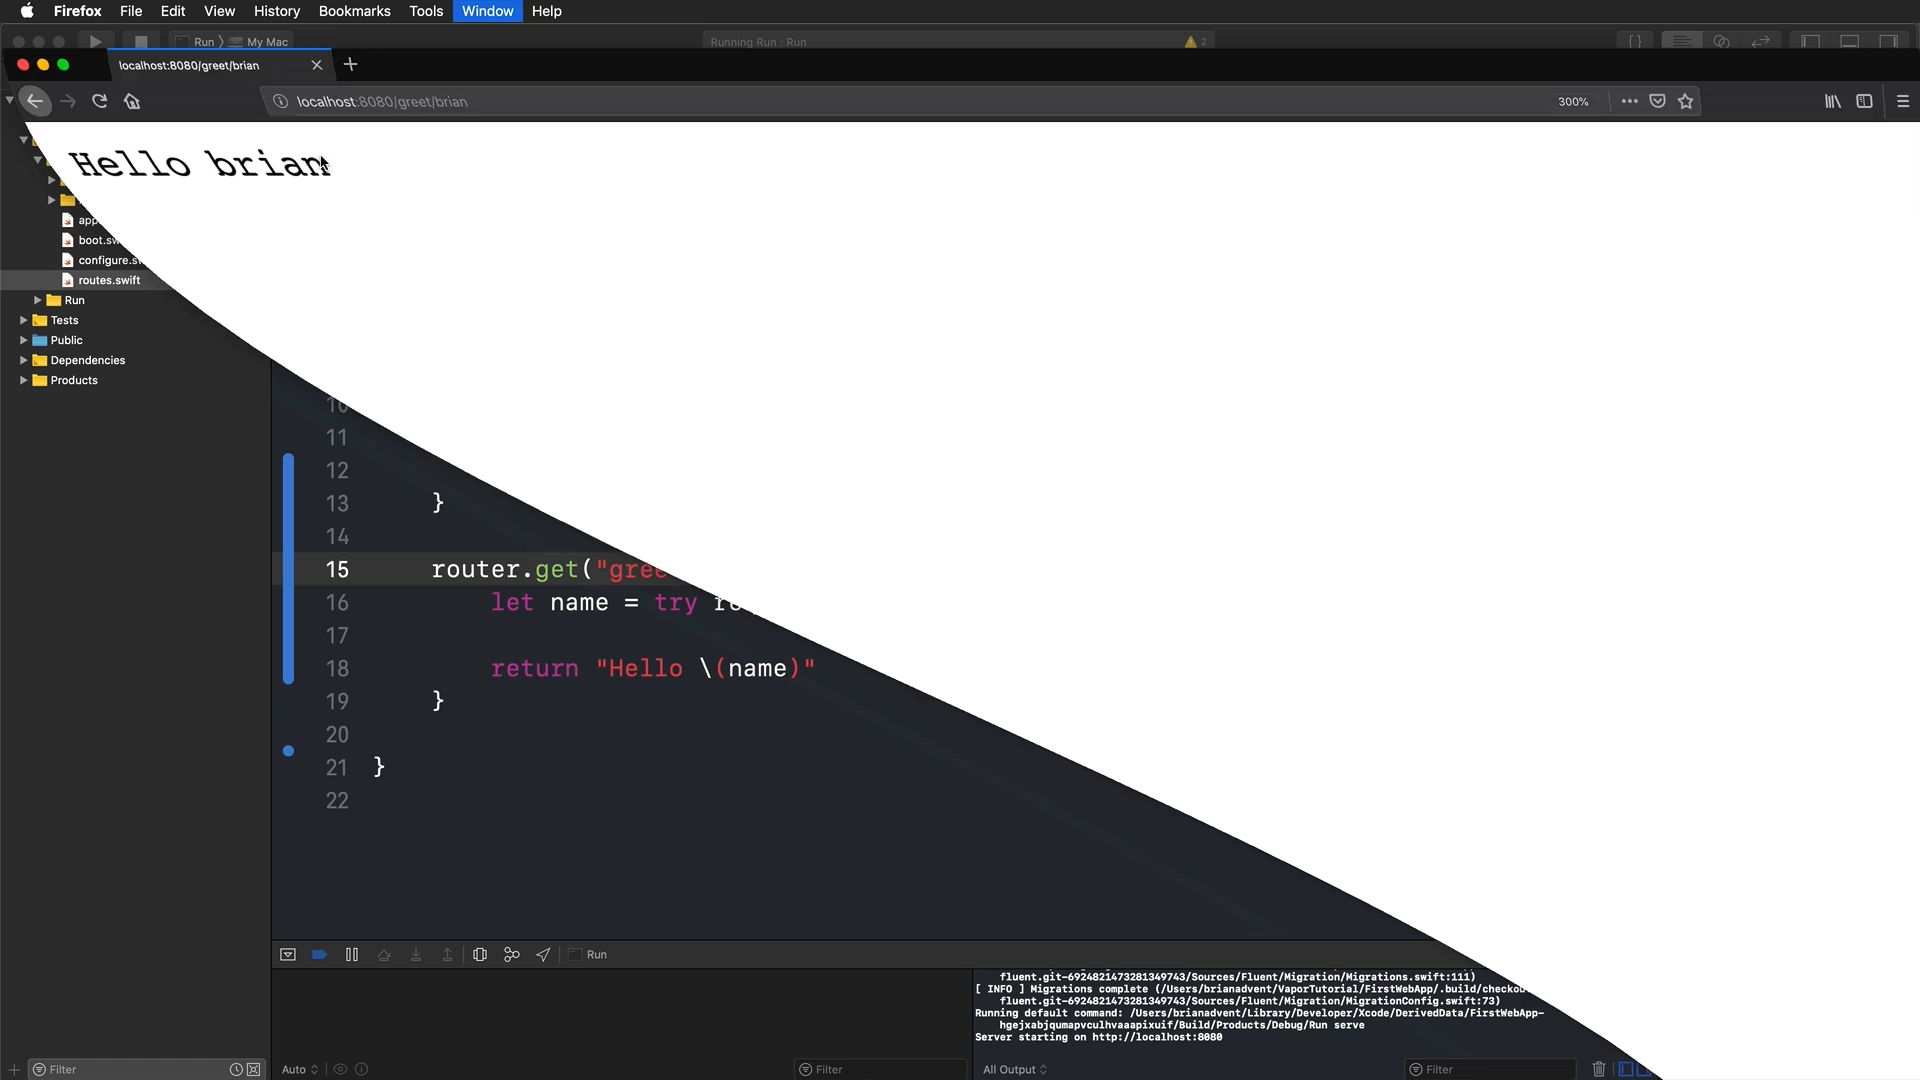 Firefox File Edit View History Bookmarks Tools Window Help
Run My Mac
Running Run : Run
2
localhost:8080/greet/brian
localhost:8080/greet/brian
300%
Hello brian
routes.swift
Run
Tests
Public
Dependencies
Products
11
12
13 }
14
15 router.get("gree
16 let name = try
17
18 return "Hello \(name)"
19 }
20
21 }
22
Run
fluent.git-6924821473281349743/Sources/Fluent/Migration/Migrations.swift:111)
[ INFO ] Migrations complete (/Users/brianadvent/VaporTutorial/FirstWebApp/.build/checkou
fluent.git-6924821473281349743/Sources/Fluent/Migration/MigrationConfig.swift:73)
Running default command: /Users/brianadvent/Library/Developer/Xcode/DerivedData/FirstWebApp-
hgejxabjqumapvculhvaaapixuif/Build/Products/Debug/Run serve
Server starting on http://localhost:8080
Filter
Auto
Filter
All Output
Filter